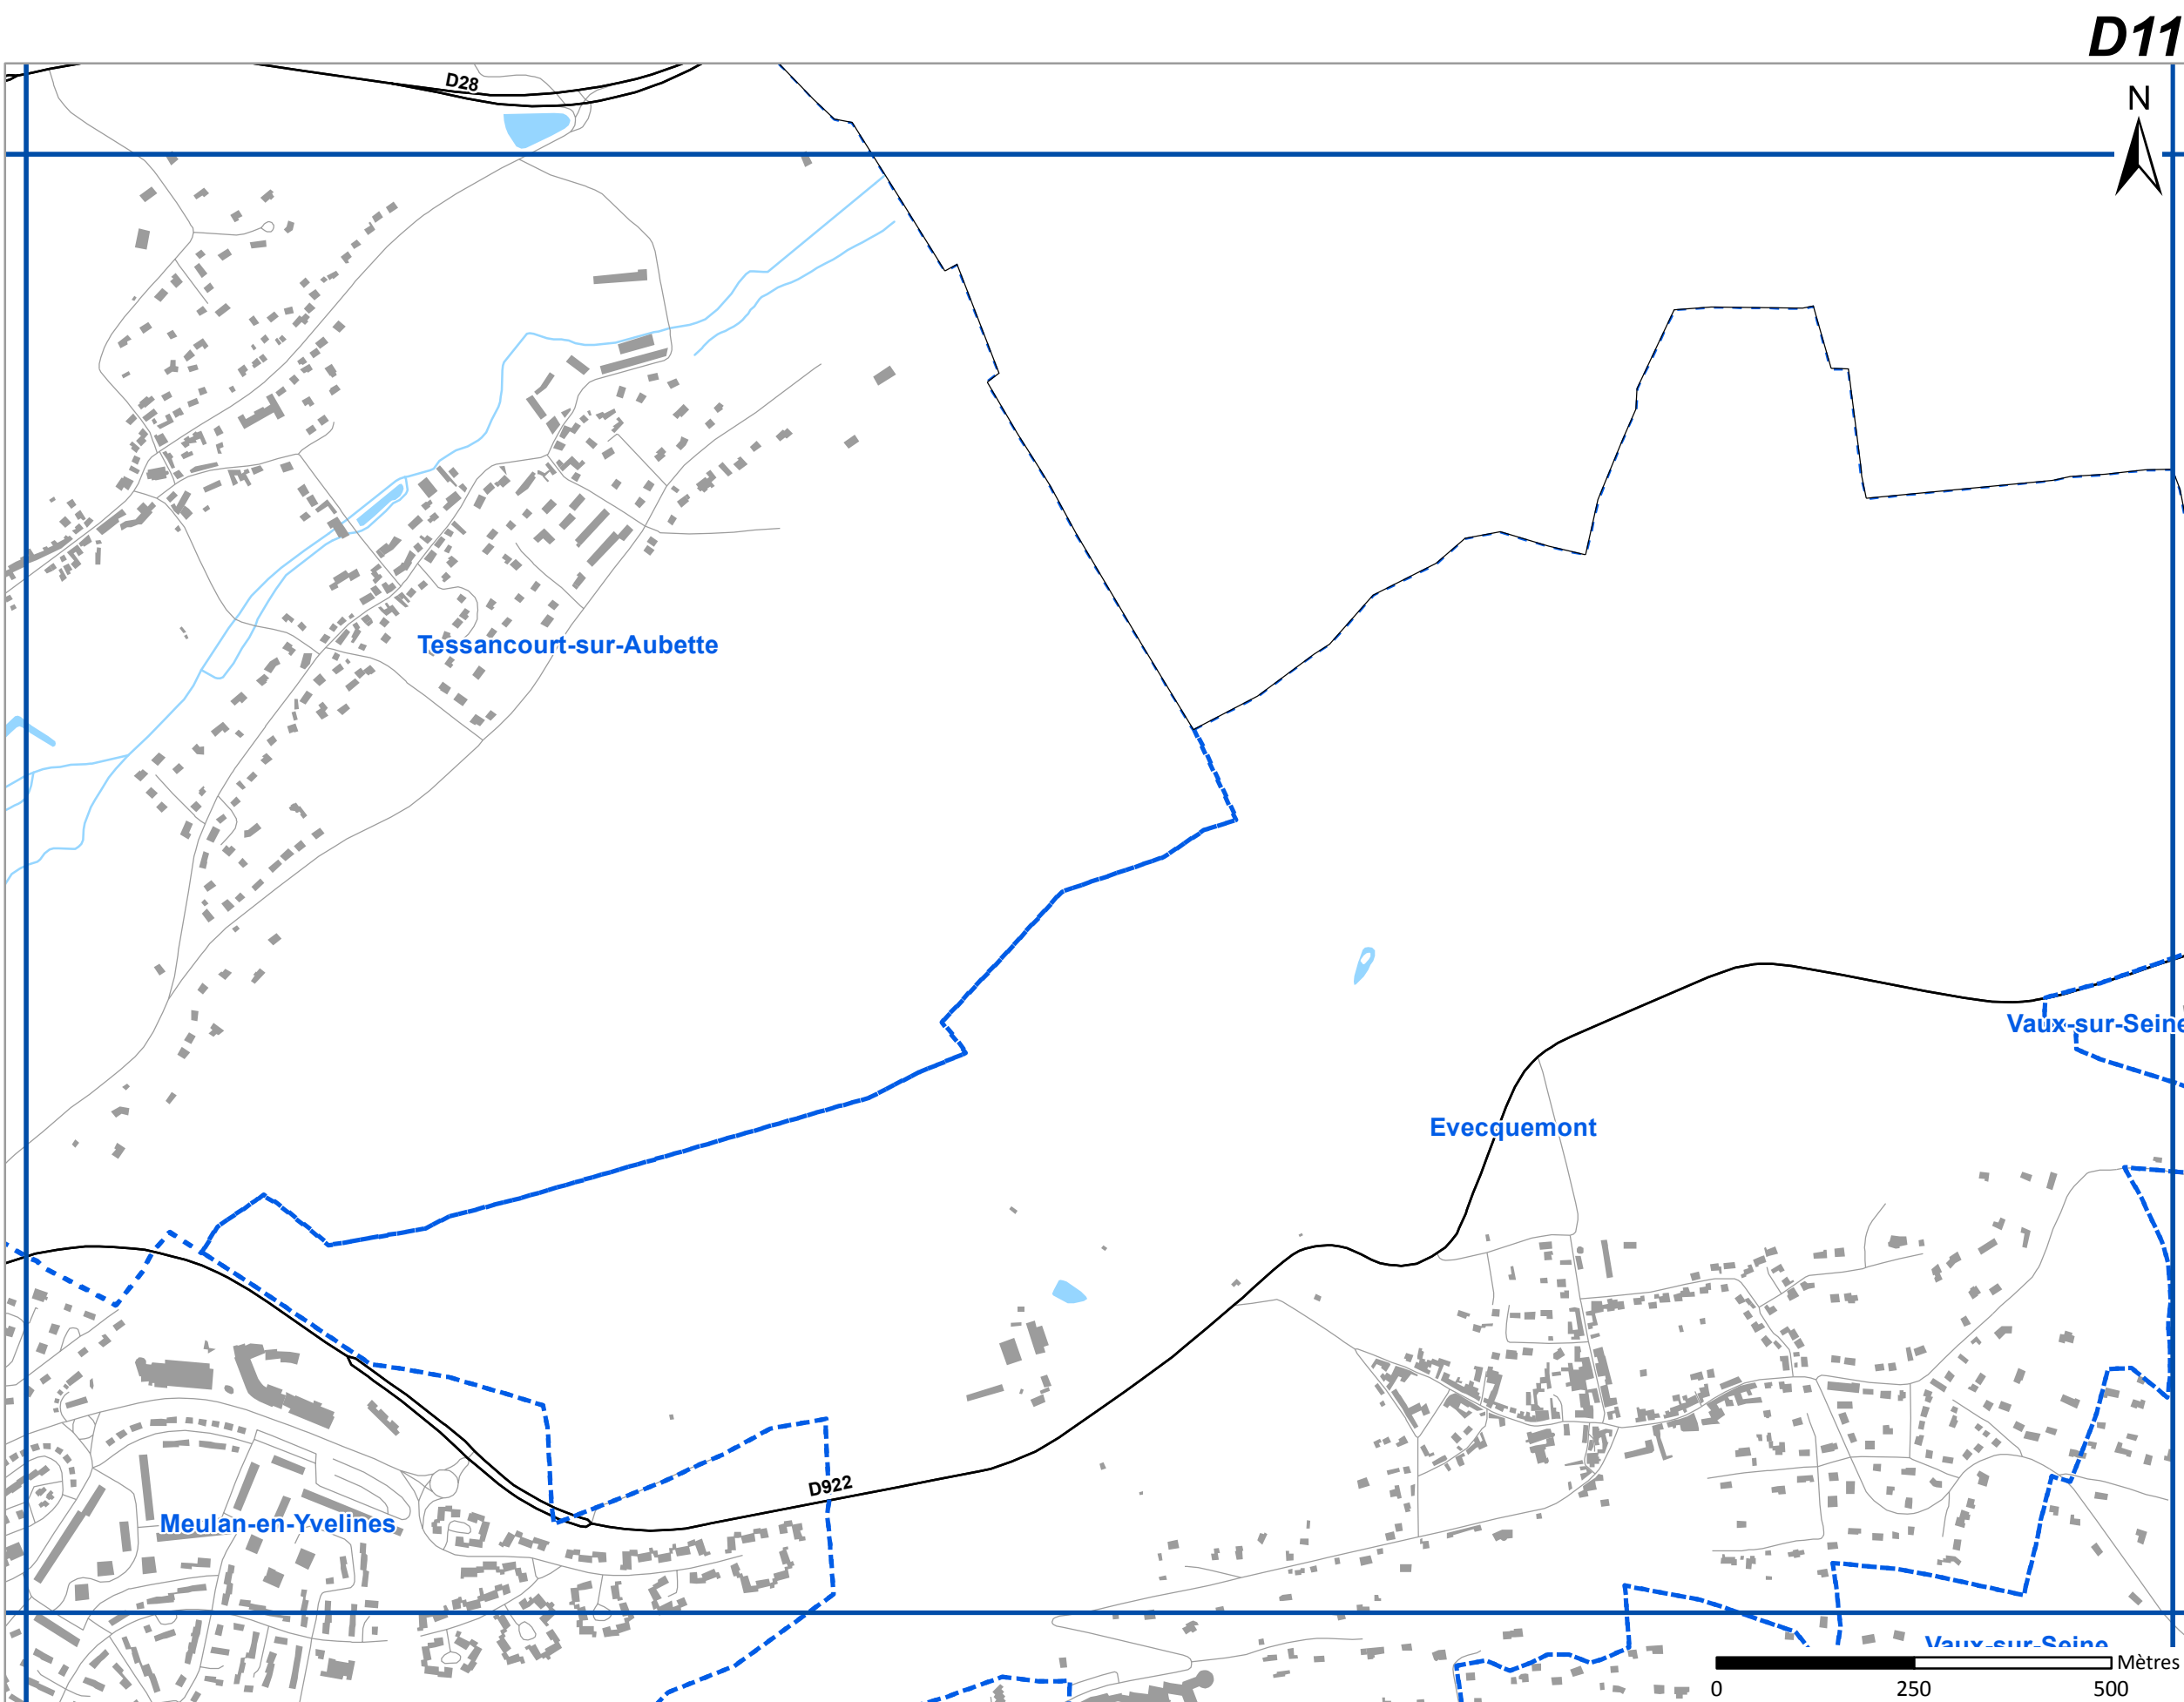 D11
D28
N
Tessancourt-sur-Aubette
Vaux-sur-Seine
Evecquemont
D922
Meulan-en-Yvelines
Vaux-sur-Seine
Mètres
0 250 500